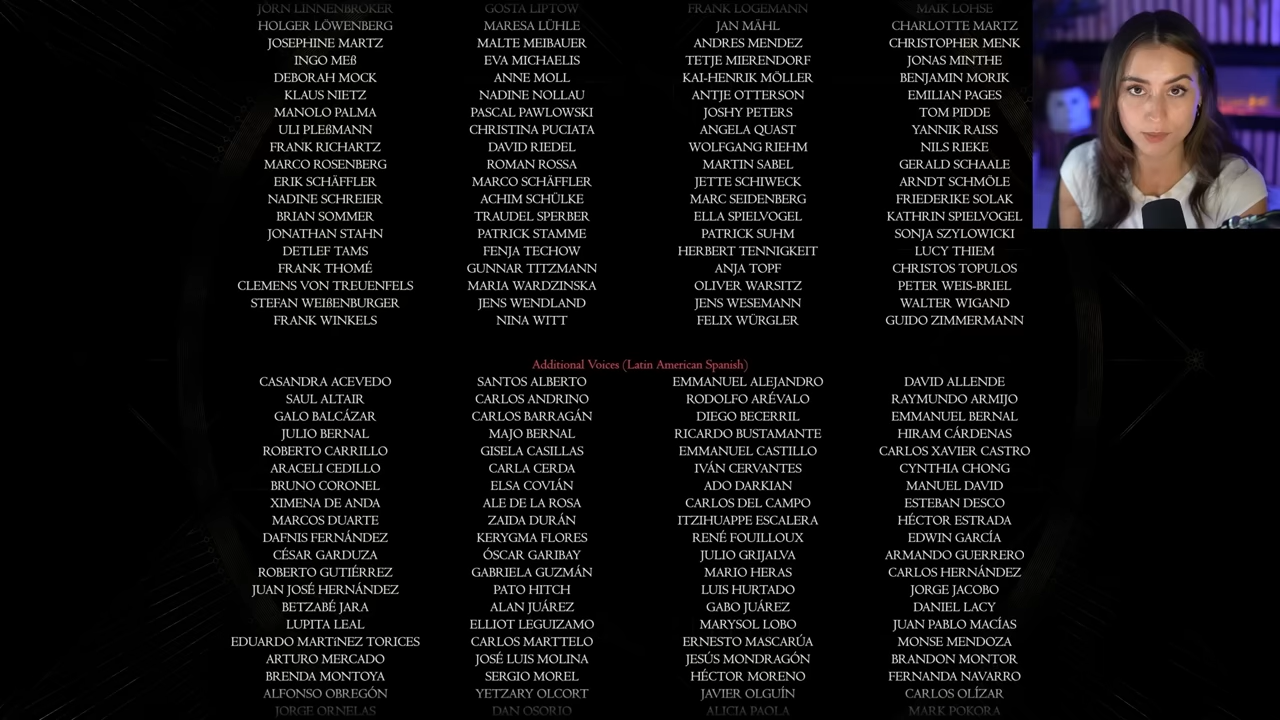 JÖRN LINNENBRÖKER GOSTA LIPTOW FRANK LOGEMANN MAIK LOHSE
HOLGER LÖWENBERG MARESA LÜHLE JAN MÄHL CHARLOTTE MARTZ
JOSEPHINE MARTZ MALTE MEIBAUER ANDRES MENDEZ CHRISTOPHER MENK
INGO MEß EVA MICHAELIS TETJE MIERENDORF JONAS MINTHE
DEBORAH MOCK ANNE MOLL KAI-HENRIK MÖLLER BENJAMIN MORIK
KLAUS NIETZ NADINE NOLLAU ANTJE OTTERSON EMILIAN PAGES
MANOLO PALMA PASCAL PAWLOWSKI JOSHY PETERS TOM PIDDE
ULI PLEßMANN CHRISTINA PUCIATA ANGELA QUAST YANNIK RAISS
FRANK RICHARTZ DAVID RIEDEL WOLFGANG RIEHM NILS RIEKE
MARCO ROSENBERG ROMAN ROSSA MARTIN SABEL GERALD SCHAALE
ERIK SCHÄFFLER MARCO SCHÄFFLER JETTE SCHIWECK ARNDT SCHMÖLE
NADINE SCHREIER ACHIM SCHÜLKE MARC SEIDENBERG FRIEDERIKE SOLAK
BRIAN SOMMER TRAUDEL SPERBER ELLA SPIELVOGEL KATHRIN SPIELVOGEL
JONATHAN STAHN PATRICK STAMME PATRICK SUHM SONJA SZYLOWICKI
DETLEF TAMS FENJA TECHOW HERBERT TENNIGKEIT LUCY THIEM
FRANK THOMÉ GUNNAR TITZMANN ANJA TOPF CHRISTOS TOPULOS
CLEMENS VON TREUENFELS MARIA WARDZINSKA OLIVER WARSITZ PETER WEIS-BRIEL
STEFAN WEIßENBURGER JENS WENDLAND JENS WESEMANN WALTER WIGAND
FRANK WINKELS NINA WITT FELIX WÜRGLER GUIDO ZIMMERMANN
Additional Voices (Latin American Spanish)
CASANDRA ACEVEDO SANTOS ALBERTO EMMANUEL ALEJANDRO DAVID ALLENDE
SAUL ALTAIR CARLOS ANDRINO RODOLFO ARÉVALO RAYMUNDO ARMIJO
GALO BALCÁZAR CARLOS BARRAGÁN DIEGO BECERRIL EMMANUEL BERNAL
JULIO BERNAL MAJO BERNAL RICARDO BUSTAMANTE HIRAM CÁRDENAS
ROBERTO CARRILLO GISELA CASILLAS EMMANUEL CASTILLO CARLOS XAVIER CASTRO
ARACELI CEDILLO CARLA CERDA IVÁN CERVANTES CYNTHIA CHONG
BRUNO CORONEL ELSA COVIÁN ADO DARKIAN MANUEL DAVID
XIMENA DE ANDA ALE DE LA ROSA CARLOS DEL CAMPO ESTEBAN DESCO
MARCOS DUARTE ZAIDA DURÁN ITZIHUAPPE ESCALERA HÉCTOR ESTRADA
DAFNIS FERNÁNDEZ KERYGMA FLORES RENÉ FOUILLOUX EDWIN GARCÍA
CÉSAR GARDUZA ÓSCAR GARIBAY JULIO GRIJALVA ARMANDO GUERRERO
ROBERTO GUTIÉRREZ GABRIELA GUZMÁN MARIO HERAS CARLOS HERNÁNDEZ
JUAN JOSÉ HERNÁNDEZ PATO HITCH LUIS HURTADO JORGE JACOBO
BETZABÉ JARA ALAN JUÁREZ GABO JUÁREZ DANIEL LACY
LUPITA LEAL ELLIOT LEGUIZAMO MARYSOL LOBO JUAN PABLO MACÍAS
EDUARDO MARTíNEZ TORICES CARLOS MARTTELO ERNESTO MASCARÚA MONSE MENDOZA
ARTURO MERCADO JOSÉ LUIS MOLINA JESÚS MONDRAGÓN BRANDON MONTOR
BRENDA MONTOYA SERGIO MOREL HÉCTOR MORENO FERNANDA NAVARRO
ALFONSO OBREGÓN YETZARY OLCORT JAVIER OLGUÍN CARLOS OLÍZAR
JORGE ORNELAS DAN OSORIO ALICIA PAOLA MARK POKORA